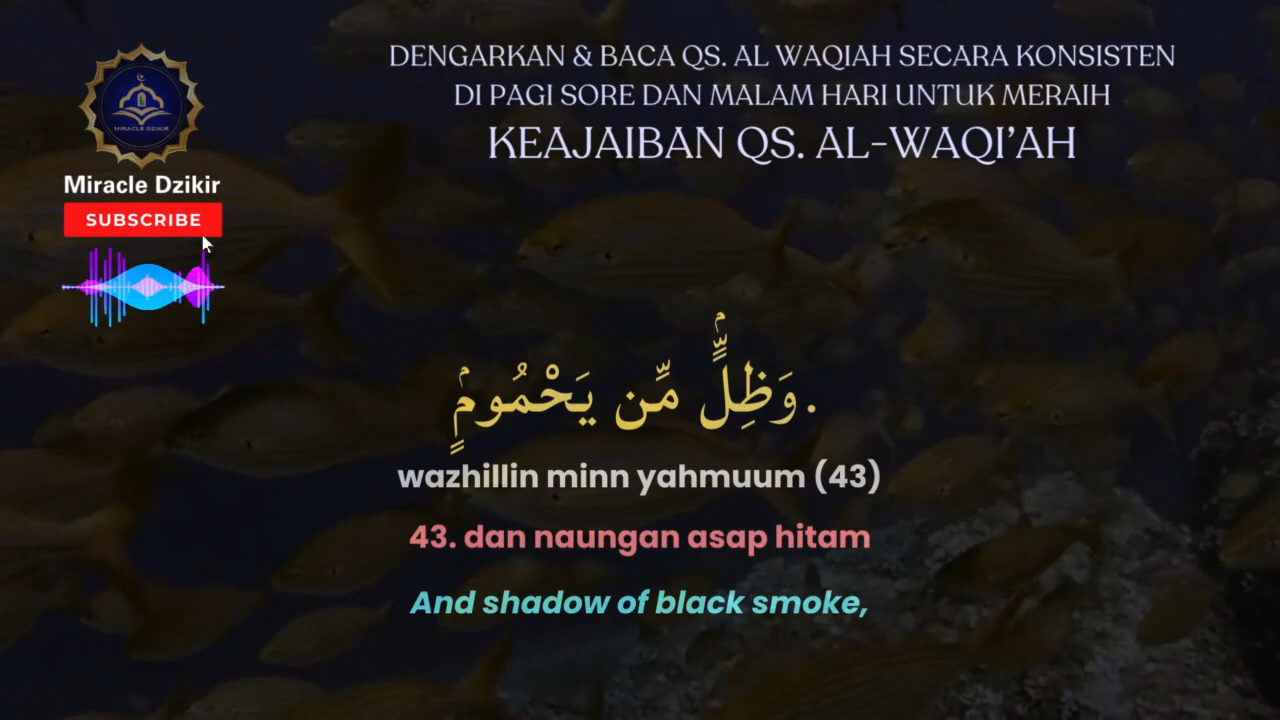 DENGARKAN & BACA QS. AL WAQIAH SECARA KONSISTEN
DI PAGI SORE DAN MALAM HARI UNTUK MERAIH
KEAJAIBAN QS. AL-WAQI'AH
MIRACLE DZIKIR
Miracle Dzikir
SUBSCRIBE
.وَظِلٍّۢ مِّن يَحْمُومٍۢ
wazhillin minn yahmuum (43)
43. dan naungan asap hitam
And shadow of black smoke,